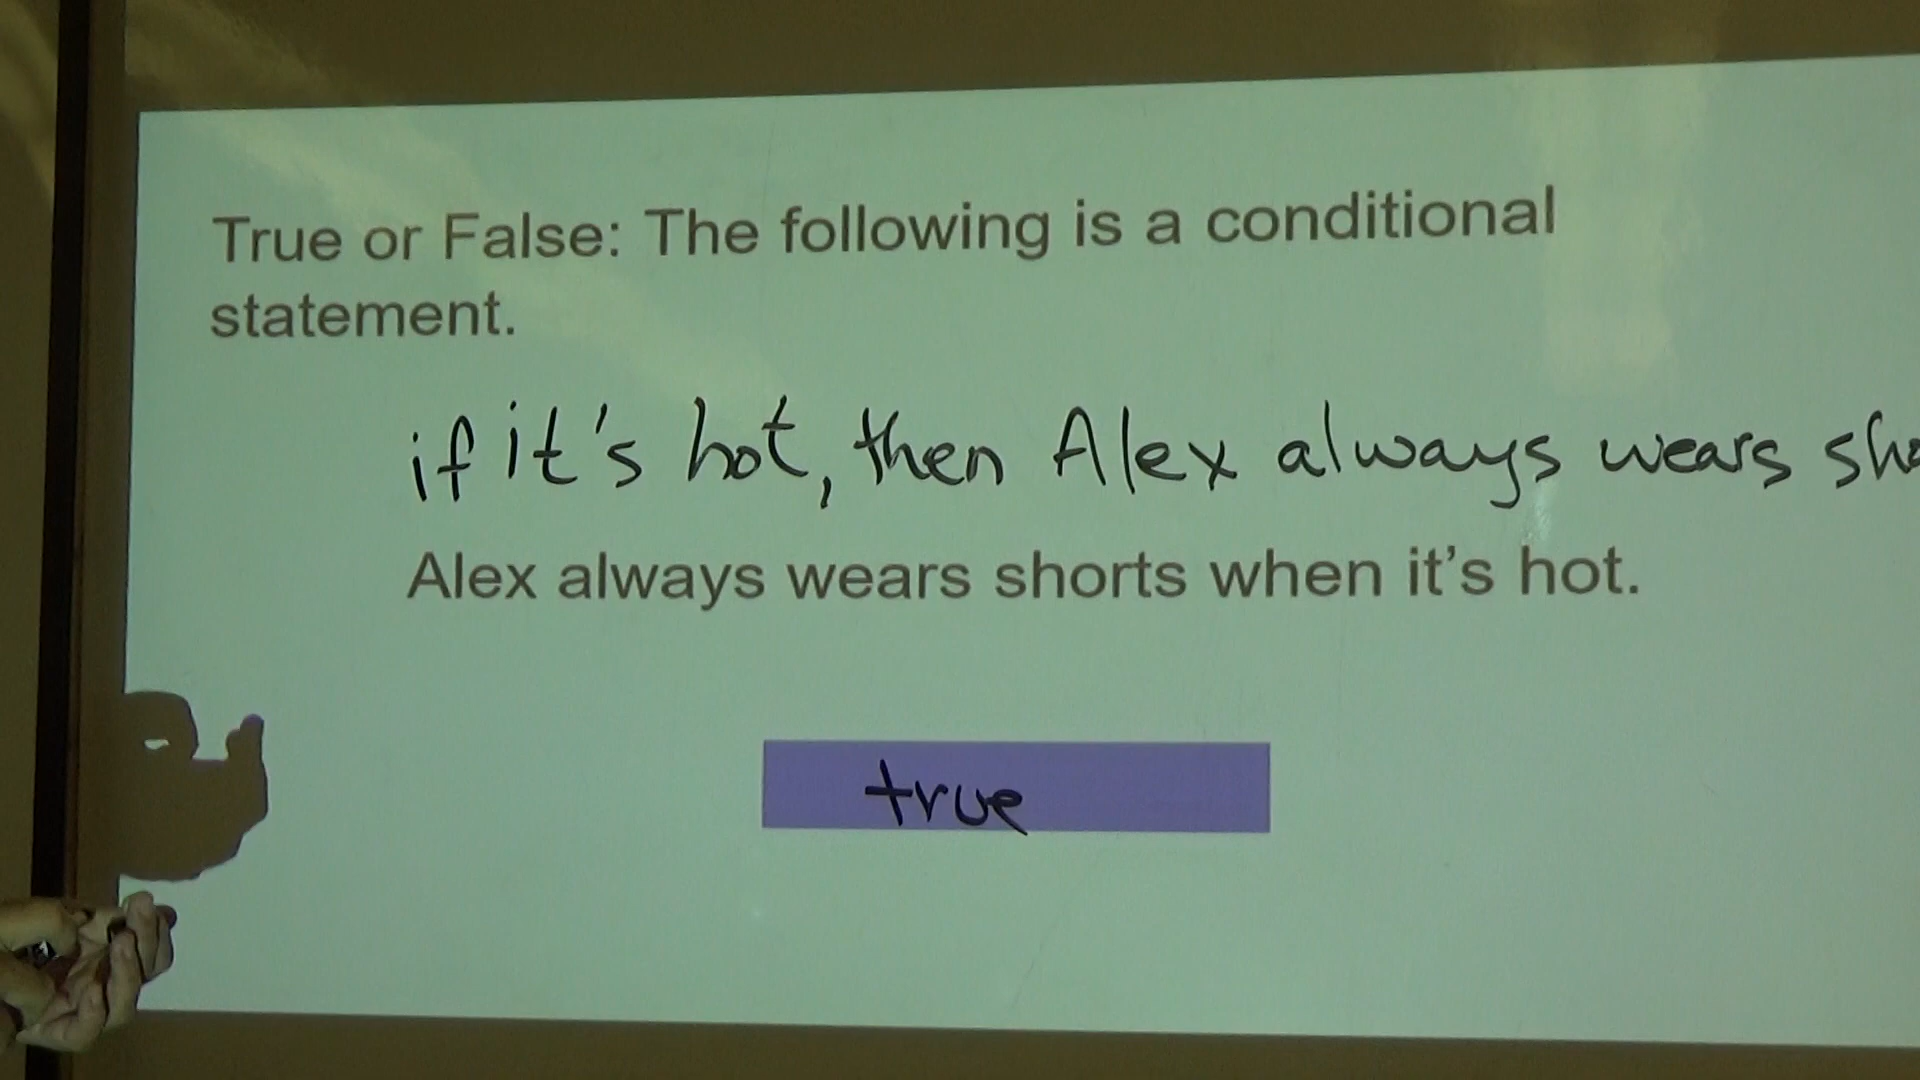 True or False: The following is a conditional
statement.
if it's hot, then Alex always wears
Alex always wears shorts when it's hot.
true